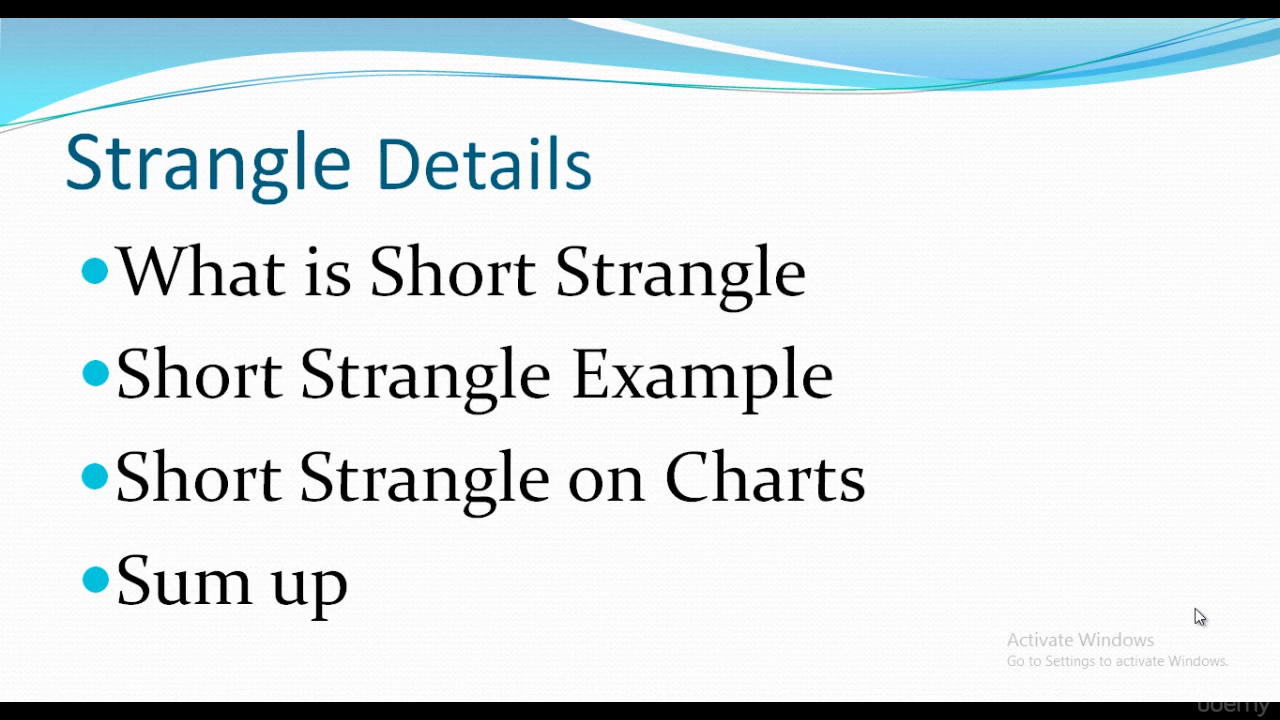 Strangle Details
•What is Short Strangle
•Short Strangle Example
•Short Strangle on Charts
•Sum up
Activate Windows
Go to Settings to activate Windows.
udemy